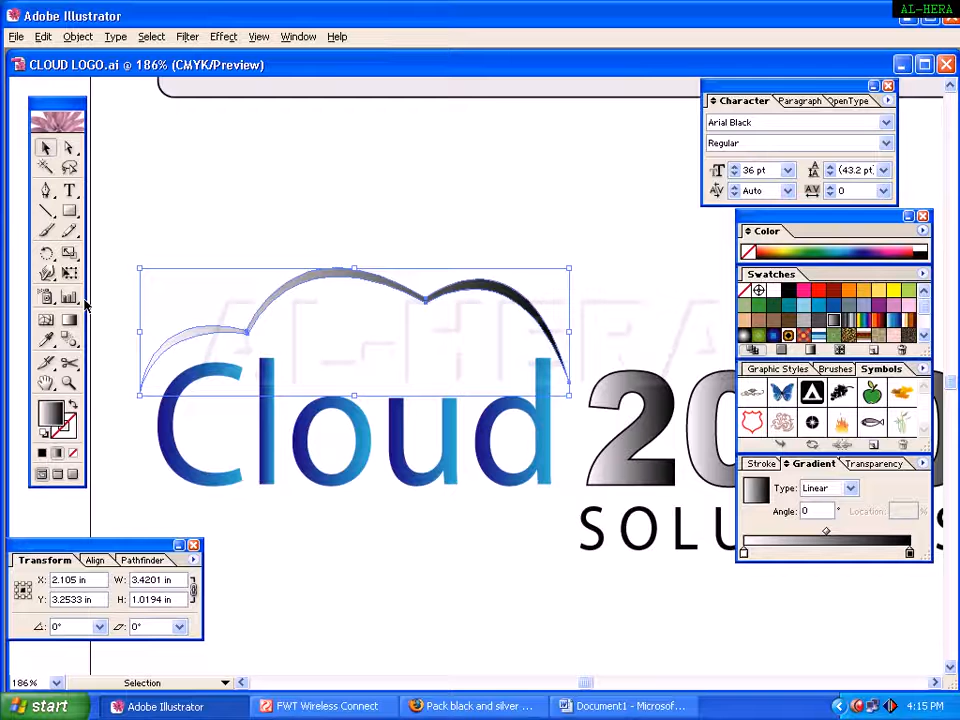 AL-HERA
Adobe Illustrator
File Edit Object Type Select Filter Effect View Window Help
CLOUD LOGO.ai @ 186% (CMYK/Preview)
Character Paragraph OpenType
Arial Black
Regular
36 pt (43.2 pt)
Auto 0
Color
Swatches
Graphic Styles Brushes Symbols
Stroke Gradient Transparency
Type: Linear
Angle: 0 ° Location: %
AL-HERA
Cloud 20
SOLU S
Transform Align Pathfinder
X: 2.105 in W: 3.4201 in
Y: 3.2533 in H: 1.0194 in
0° 0°
186% Selection
start Adobe Illustrator FWT Wireless Connect Pack black and silver ... Document1 - Microsof... 4:15 PM